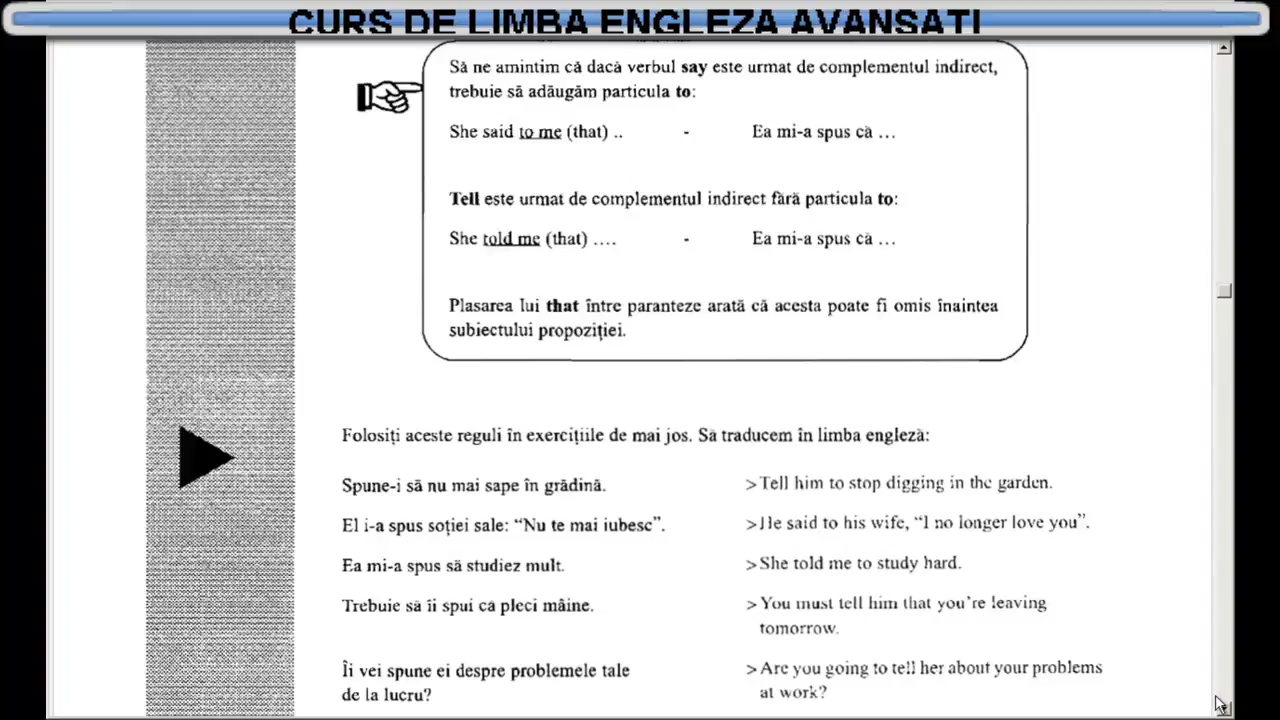 CURS DE LIMBA ENGLEZA AVANSATI
Să ne amintim că dacă verbul say este urmat de complementul indirect,
trebuie să adăugăm particula to:
She said to me (that) .. - Ea mi-a spus că …
Tell este urmat de complementul indirect fără particula to:
She told me (that) …. - Ea mi-a spus că …
Plasarea lui that între paranteze arată că acesta poate fi omis înaintea
subiectului propoziției.
Folosiți aceste reguli în exercițiile de mai jos. Să traducem în limba engleză:
Spune-i să nu mai sape în grădină. >Tell him to stop digging in the garden.
El i-a spus soției sale: “Nu te mai iubesc”. >He said to his wife, “I no longer love you”.
Ea mi-a spus să studiez mult. >She told me to study hard.
Trebuie să îi spui că pleci mâine. >You must tell him that you’re leaving
tomorrow.
Îi vei spune ei despre problemele tale >Are you going to tell her about your problems
de la lucru? at work?